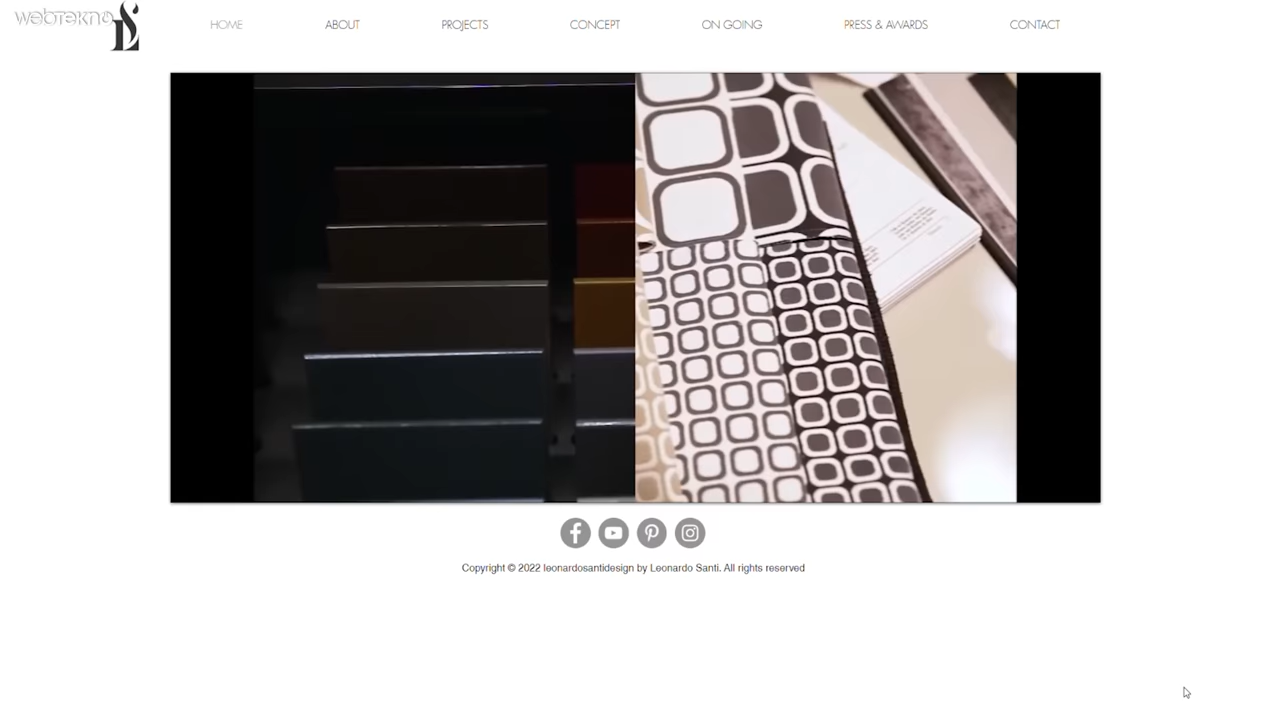 webtekno
LS
HOME
ABOUT
PROJECTS
CONCEPT
ON GOING
PRESS & AWARDS
CONTACT
Copyright © 2022 leonardosantidesign by Leonardo Santi. All rights reserved